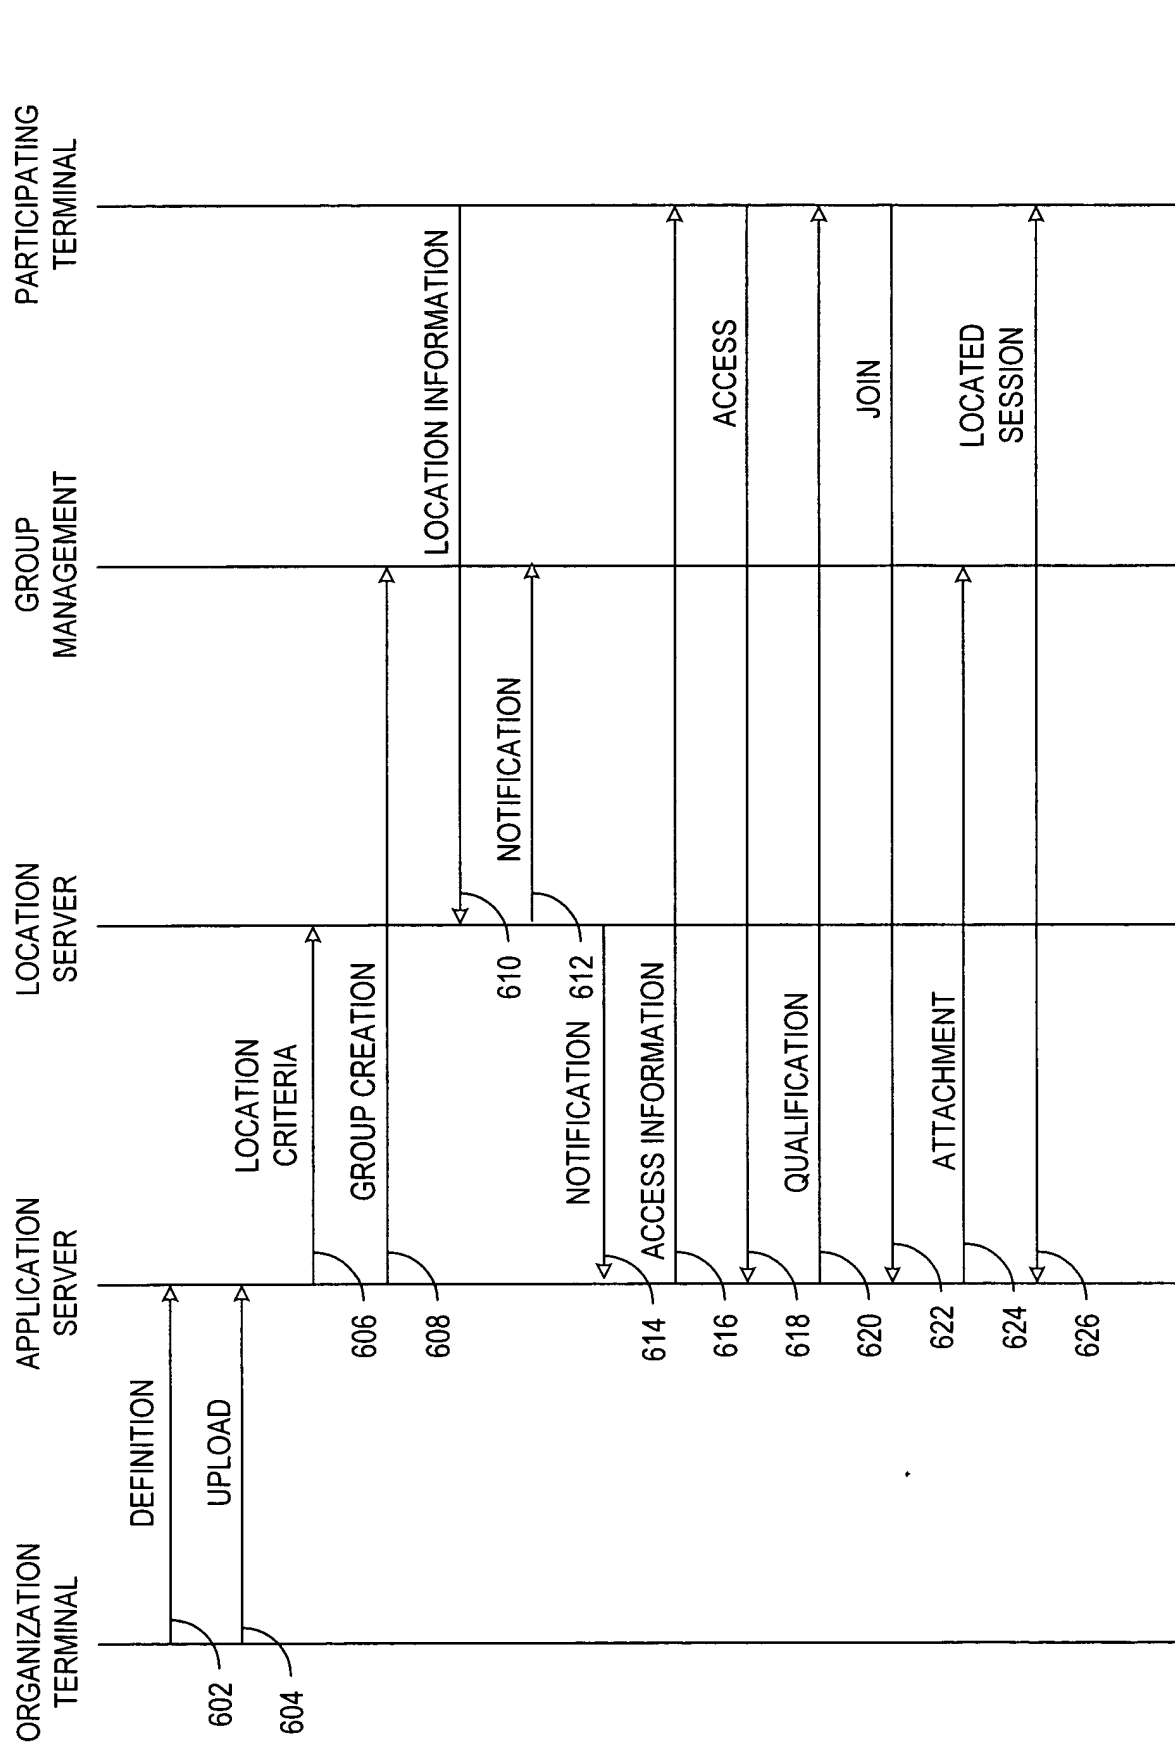 ORGANIZATION
TERMINAL
APPLICATION
SERVER
LOCATION
SERVER
GROUP
MANAGEMENT
PARTICIPATING
TERMINAL
DEFINITION
602
UPLOAD
604
LOCATION
CRITERIA
606
GROUP CREATION
608
LOCATION INFORMATION
610
NOTIFICATION
612
NOTIFICATION
614
ACCESS INFORMATION
616
ACCESS
618
QUALIFICATION
620
JOIN
622
ATTACHMENT
624
LOCATED
SESSION
626